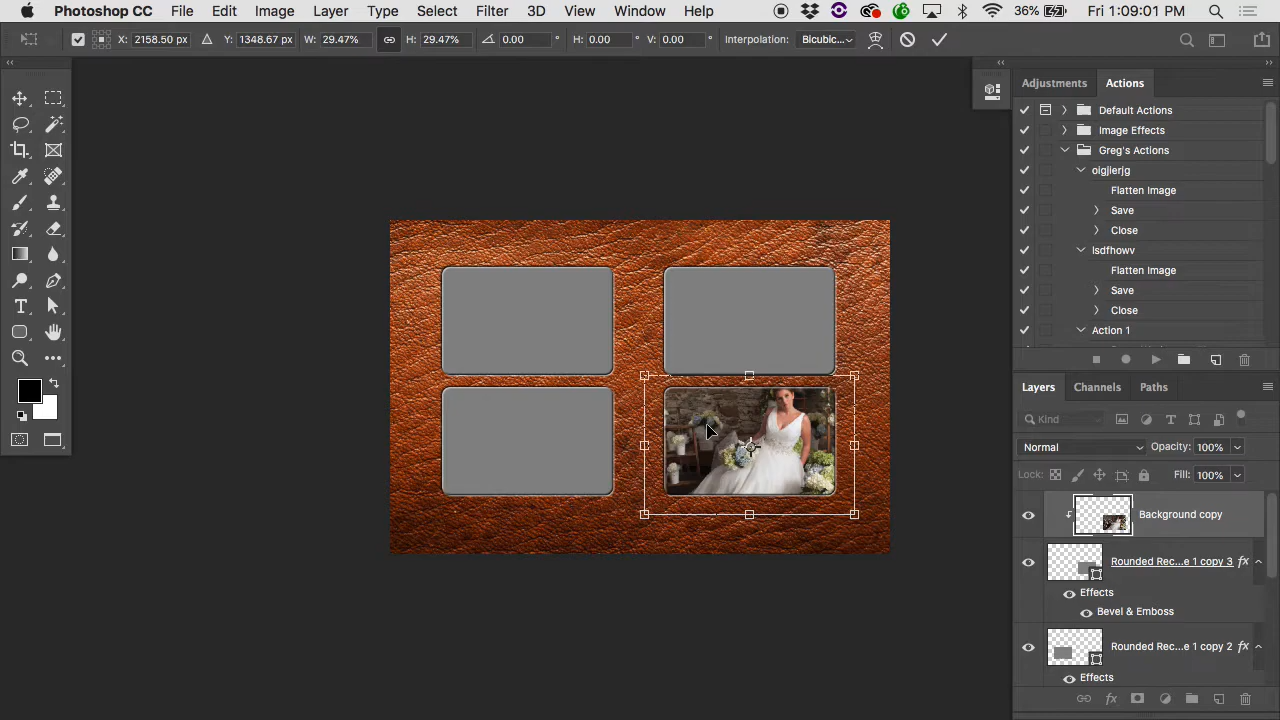 Photoshop CC File Edit Image Layer Type Select Filter 3D View Window Help 36% Fri 1:09:01 PM
X: 2158.50 px Y: 1348.67 px W: 29.47% H: 29.47% 0.00 ° H: 0.00 ° V: 0.00 ° Interpolation: Bicubic...
Adjustments Actions
Default Actions
Image Effects
Greg's Actions
olgjlerjg
Flatten Image
Save
Close
lsdfhowv
Flatten Image
Save
Close
Action 1
Layers Channels Paths
Kind
Normal Opacity: 100%
Lock: Fill: 100%
Background copy
Rounded Rec...e 1 copy 3 fx
Effects
Bevel & Emboss
Rounded Rec...e 1 copy 2 fx
Effects
fx